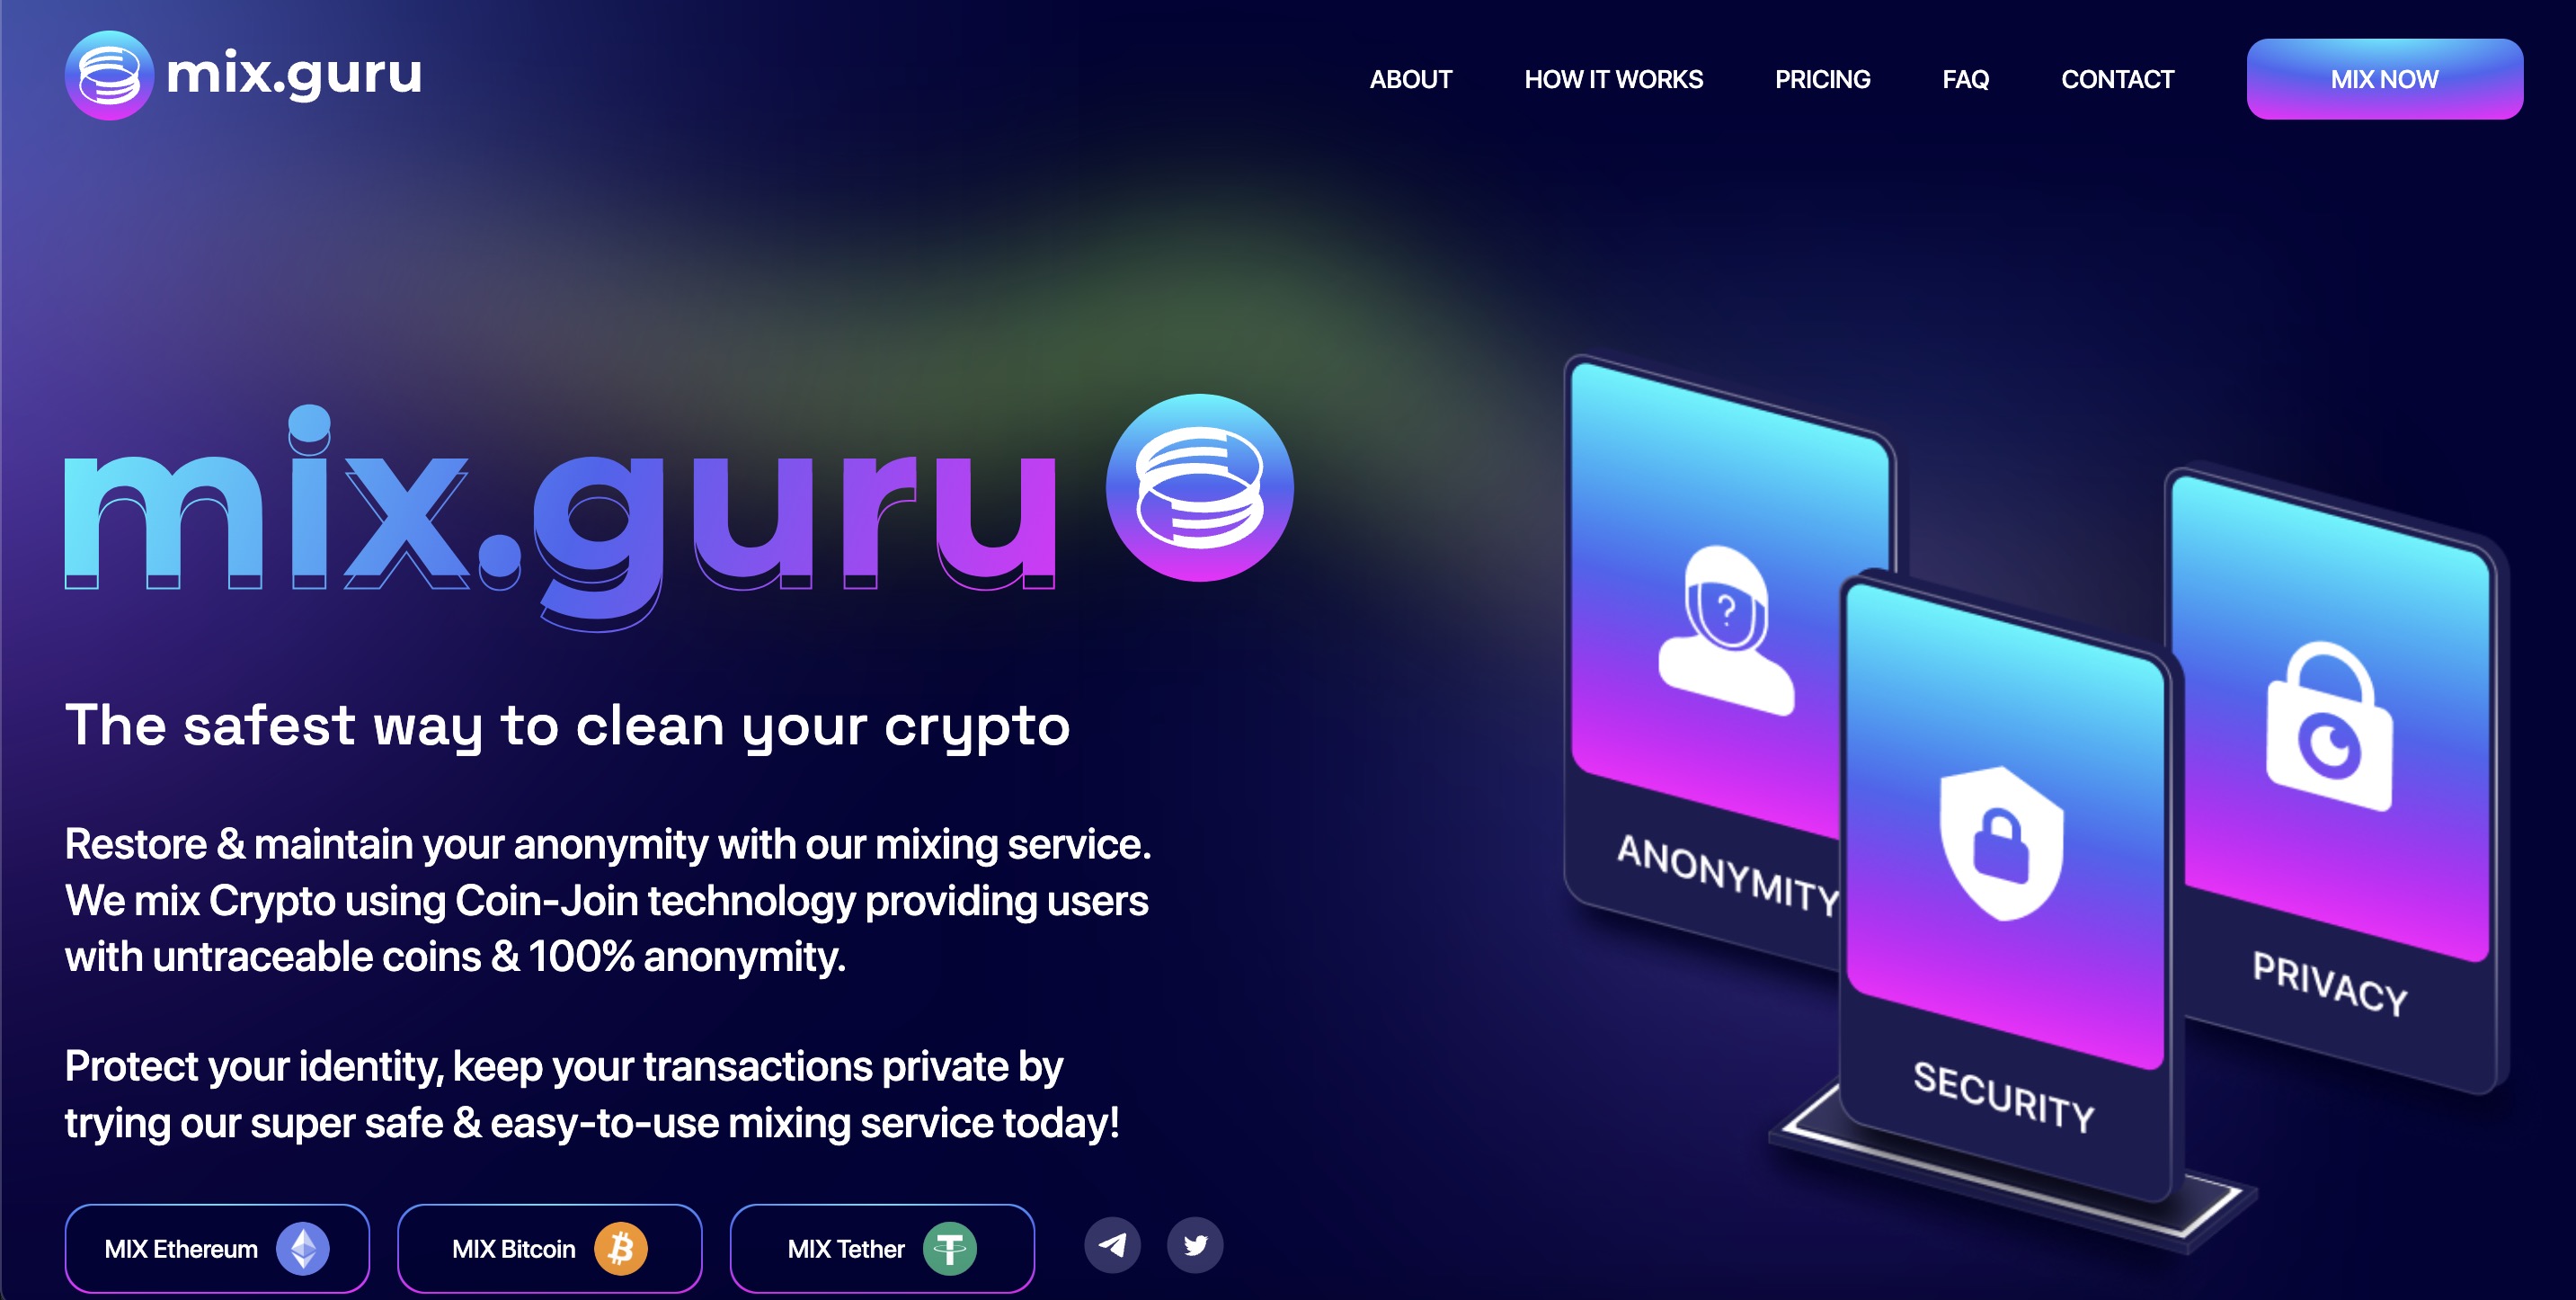 mix.guru
ABOUT HOW IT WORKS PRICING FAQ CONTACT MIX NOW
mix.guru
The safest way to clean your crypto
Restore & maintain your anonymity with our mixing service.
We mix Crypto using Coin-Join technology providing users
with untraceable coins & 100% anonymity.
Protect your identity, keep your transactions private by
trying our super safe & easy-to-use mixing service today!
MIX Ethereum MIX Bitcoin MIX Tether
?
ANONYMITY
SECURITY
PRIVACY